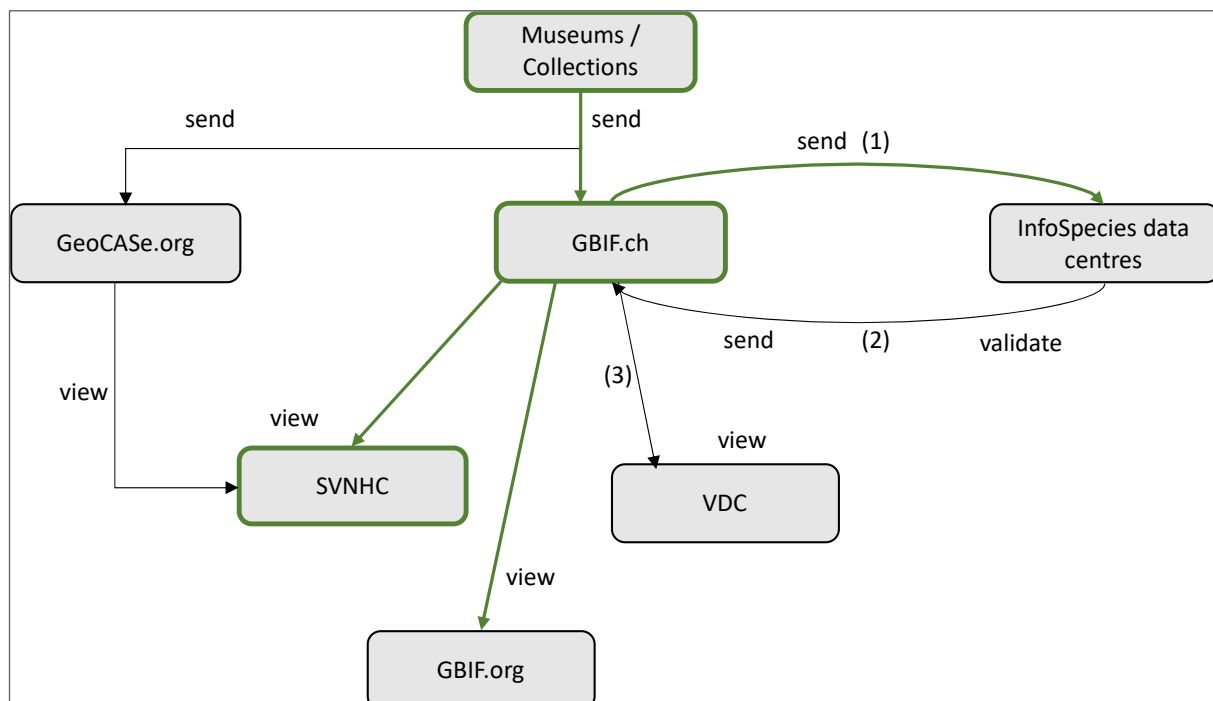 Museums /
Collections
send
send
send (1)
GeoCASe.org
GBIF.ch
InfoSpecies data
centres
send
(2)
validate
(3)
view
view
view
SVNHC
VDC
view
GBIF.org